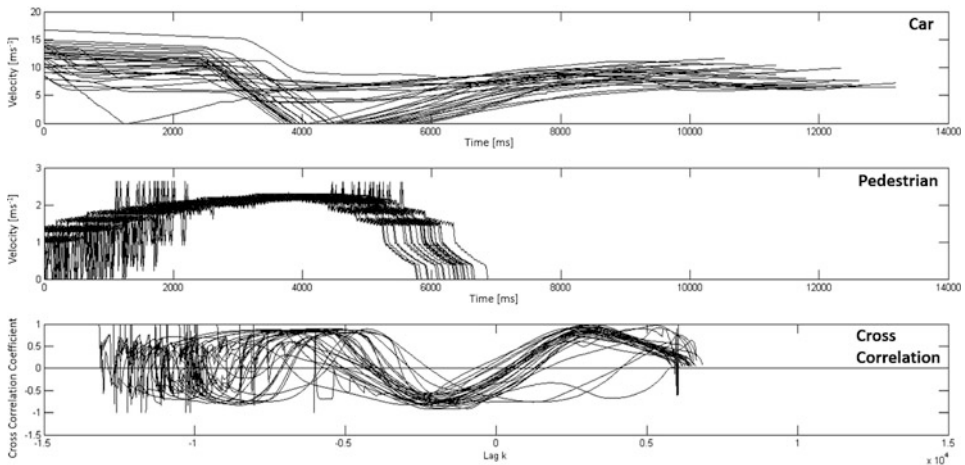 20
15
10
5
0
Velocity [ms⁻¹]
Car
0 2000 4000 6000 8000 10000 12000 14000
Time [ms]
3
2
1
0
Velocity [ms⁻¹]
Pedestrian
0 2000 4000 6000 8000 10000 12000 14000
Time [ms]
1
0.5
0
-0.5
-1
-1.5
Cross Correlation Coefficient
Cross
Correlation
-1.5 -1 -0.5 0 0.5 1 1.5
Lag k
x 10⁴